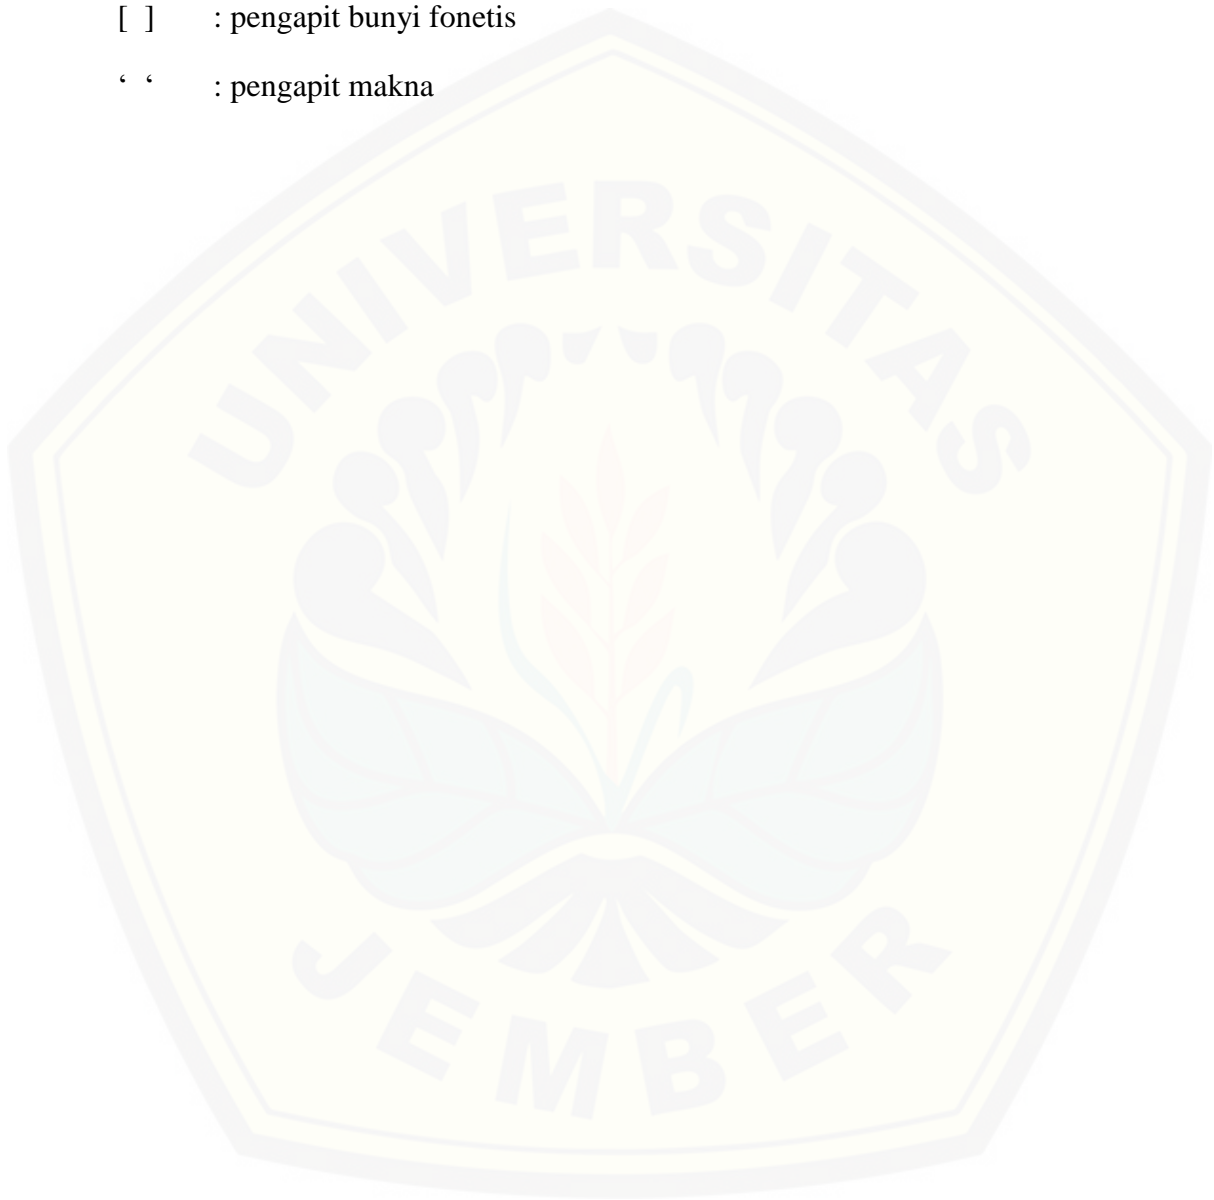 [ ] : pengapit bunyi fonetis
‘ ‘ : pengapit makna
UNIVERSITAS
JEMBER